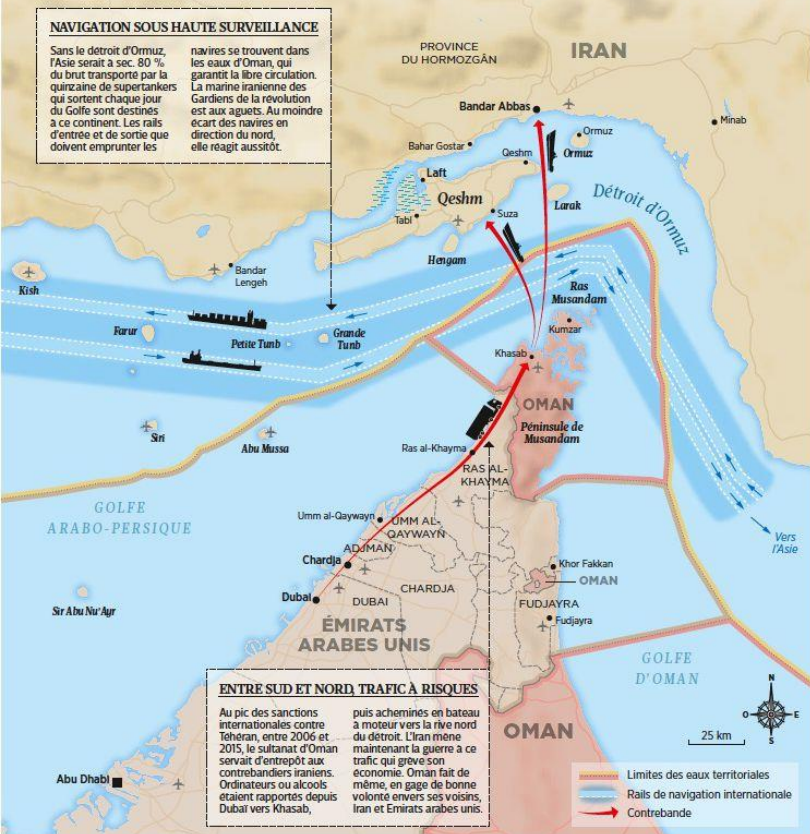 NAVIGATION SOUS HAUTE SURVEILLANCE
Sans le détroit d'Ormuz,
l'Asie serait à sec. 80 %
du brut transporté par la
quinzaine de supertankers
qui sortent chaque jour
du Golfe sont destinés
à ce continent. Les rails
d'entrée et de sortie que
doivent emprunter les
navires se trouvent dans
les eaux d'Oman, qui
garantit la libre circulation.
La marine iranienne des
Gardiens de la révolution
est aux aguets. Au moindre
écart des navires en
direction du nord,
elle réagit aussitôt.
PROVINCE
DU HORMOZGÂN
IRAN
Bandar Abbas
Minab
Ormuz
Ormuz
Bahar Gostar
Qeshm
Laft
Qeshm
Larak
Détroit d'Ormuz
Tabl
Suza
Hengam
Bandar
Lengeh
Kish
Ras
Musandam
Farur
Petite Tunb
Grande
Tunb
Kumzar
Khasab
OMAN
Péninsule de
Musandam
Siri
Abu Mussa
Ras al-Khayma
RAS AL-
KHAYMA
GOLFE
ARABO-PERSIQUE
Umm al-Qaywayn
UMM AL-
QAYWAYN
Vers
l'Asie
ADJMAN
Chardja
Khor Fakkan
OMAN
CHARDJA
Dubai
DUBAI
FUDJAYRA
Fudjayra
Sir Abu Nu'Ayr
ÉMIRATS
ARABES UNIS
GOLFE
D'OMAN
ENTRE SUD ET NORD, TRAFIC À RISQUES
Au pic des sanctions
internationales contre
Téhéran, entre 2006 et
2015, le sultanat d'Oman
servait d'entrepôt aux
contrebandiers iraniens.
Ordinateurs ou alcools
étaient rapportés depuis
Dubaï vers Khasab,
puis acheminés en bateau
à moteur vers la rive nord
du détroit. L'Iran mène
maintenant la guerre à ce
trafic qui grève son
économie. Oman fait de
même, en gage de bonne
volonté envers ses voisins,
Iran et Emirats arabes unis.
OMAN
N
O
E
S
25 km
Abu Dhabi
Limites des eaux territoriales
Rails de navigation internationale
Contrebande